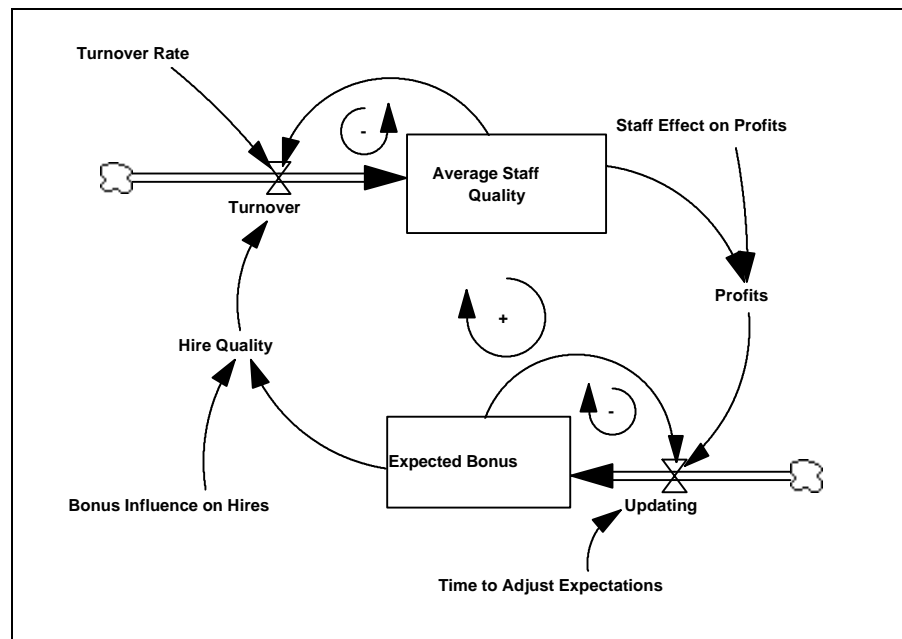 Turnover Rate
-
Staff Effect on Profits
Average Staff
Quality
Turnover
Profits
+
Hire Quality
-
Expected Bonus
Bonus Influence on Hires
Updating
Time to Adjust Expectations